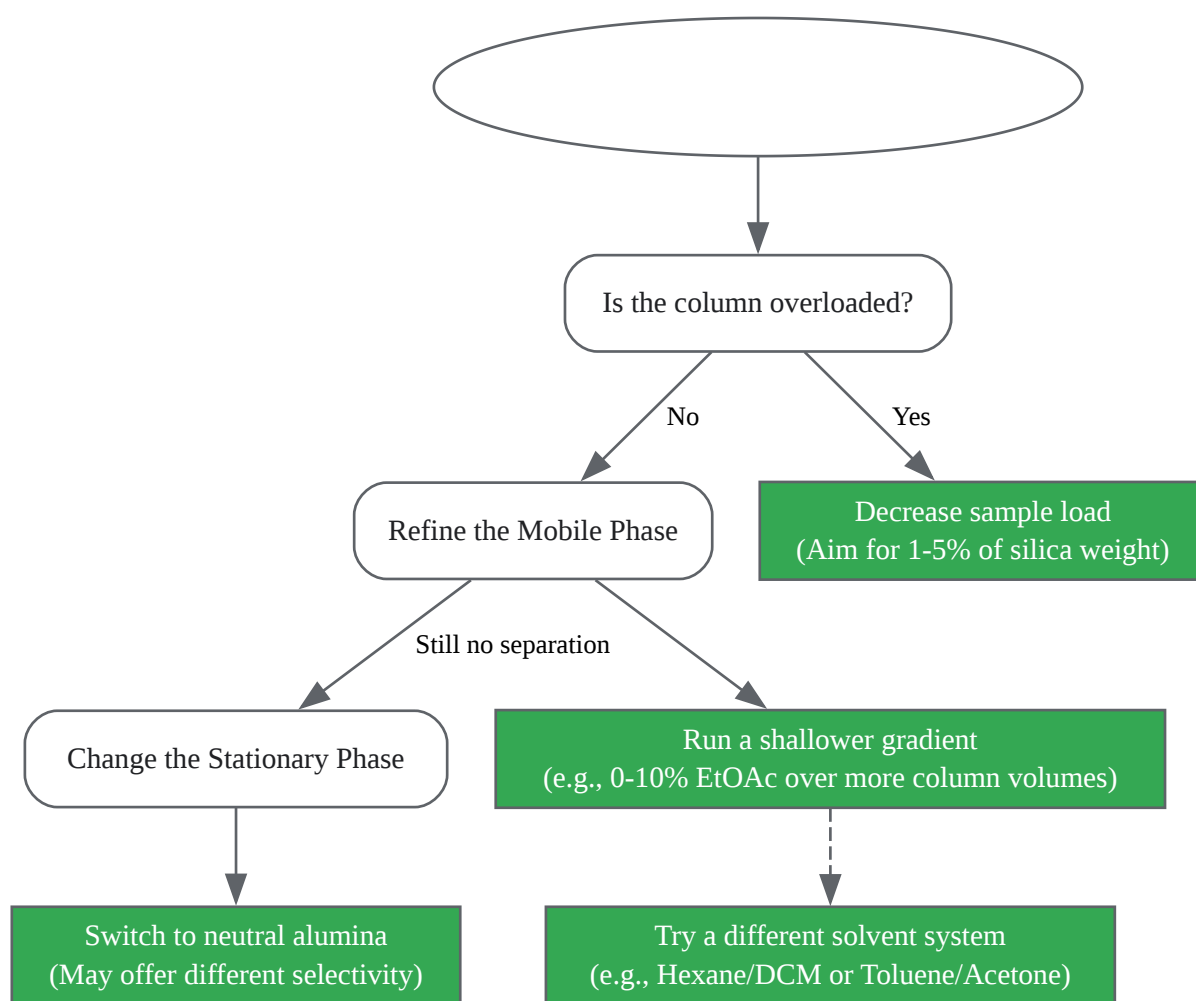 Is the column overloaded?
No
Yes
Refine the Mobile Phase
Decrease sample load
(Aim for 1-5% of silica weight)
Still no separation
Change the Stationary Phase
Run a shallower gradient
(e.g., 0-10% EtOAc over more column volumes)
Switch to neutral alumina
(May offer different selectivity)
Try a different solvent system
(e.g., Hexane/DCM or Toluene/Acetone)